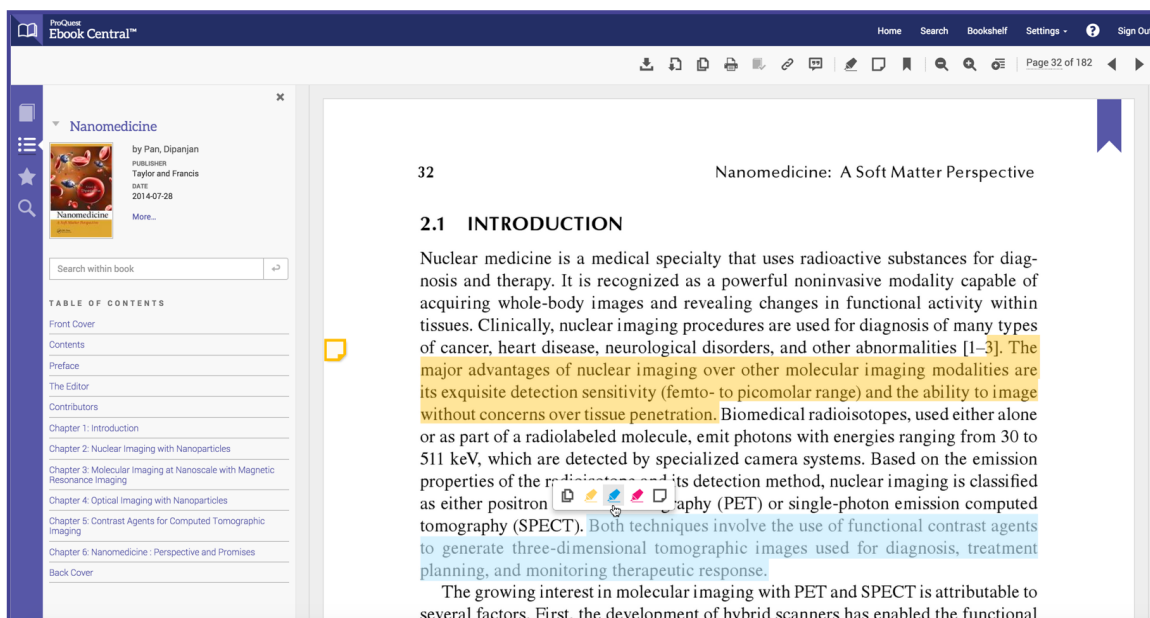 ProQuest
Ebook Central™
Home Search Bookshelf Settings ? Sign Out
Page 32 of 182
Nanomedicine
by Pan, Dipanjan
PUBLISHER
Taylor and Francis
DATE
2014-07-28
More...
Nanomedicine
Search within book
TABLE OF CONTENTS
Front Cover
Contents
Preface
The Editor
Contributors
Chapter 1: Introduction
Chapter 2: Nuclear Imaging with Nanoparticles
Chapter 3: Molecular Imaging at Nanoscale with Magnetic
Resonance Imaging
Chapter 4: Optical Imaging with Nanoparticles
Chapter 5: Contrast Agents for Computed Tomographic
Imaging
Chapter 6: Nanomedicine : Perspective and Promises
Back Cover
32 Nanomedicine: A Soft Matter Perspective
2.1 INTRODUCTION
Nuclear medicine is a medical specialty that uses radioactive substances for diag-
nosis and therapy. It is recognized as a powerful noninvasive modality capable of
acquiring whole-body images and revealing changes in functional activity within
tissues. Clinically, nuclear imaging procedures are used for diagnosis of many types
of cancer, heart disease, neurological disorders, and other abnormalities [1–3]. The
major advantages of nuclear imaging over other molecular imaging modalities are
its exquisite detection sensitivity (femto- to picomolar range) and the ability to image
without concerns over tissue penetration. Biomedical radioisotopes, used either alone
or as part of a radiolabeled molecule, emit photons with energies ranging from 30 to
511 keV, which are detected by specialized camera systems. Based on the emission
properties of the radioisotope and its detection method, nuclear imaging is classified
as either positron ography (PET) or single-photon emission computed
tomography (SPECT). Both techniques involve the use of functional contrast agents
to generate three-dimensional tomographic images used for diagnosis, treatment
planning, and monitoring therapeutic response.
The growing interest in molecular imaging with PET and SPECT is attributable to
several factors. First, the development of hybrid scanners has enabled the functional